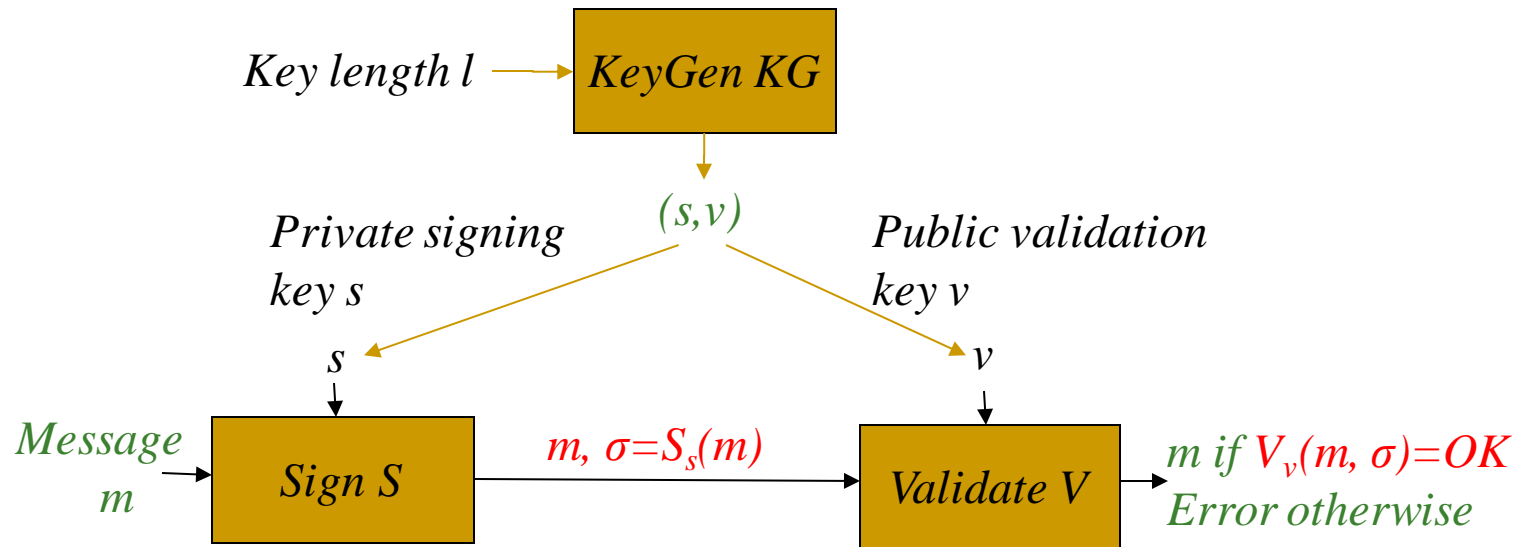 Key length l
KeyGen KG
(s,v)
Private signing
key s
Public validation
key v
s
v
Message
m
Sign S
m, σ=Sₛ(m)
Validate V
m if Vᵥ(m, σ)=OK
Error otherwise